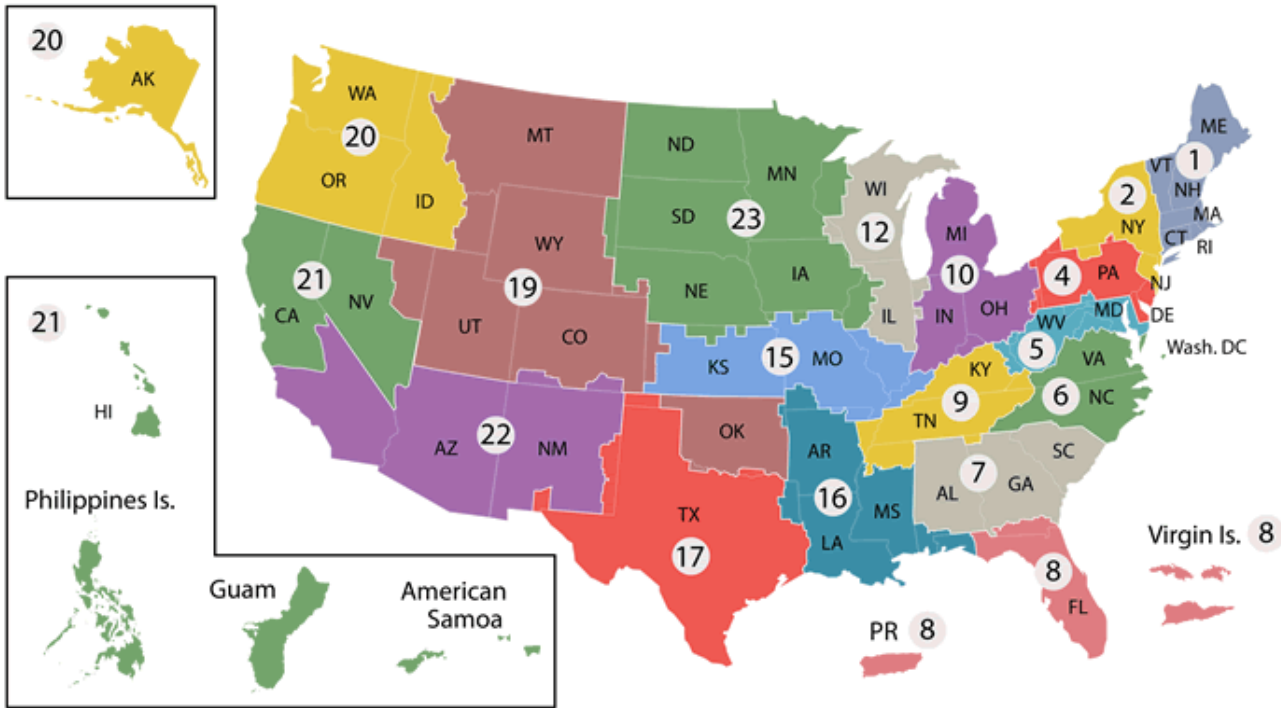 20
AK
21
HI
Philippines Is.
Guam
American
Samoa
WA
20
OR
ID
MT
WY
19
UT
CO
21
CA
NV
AZ
22
NM
ND
MN
SD
23
NE
IA
WI
12
IL
MI
10
IN
OH
KS
15
MO
OK
TX
17
AR
16
LA
MS
KY
9
TN
7
AL
GA
SC
8
FL
ME
1
VT
NH
MA
CT
RI
2
NY
4
PA
NJ
DE
WV
MD
5
Wash. DC
VA
6
NC
Virgin Is. 8
PR 8